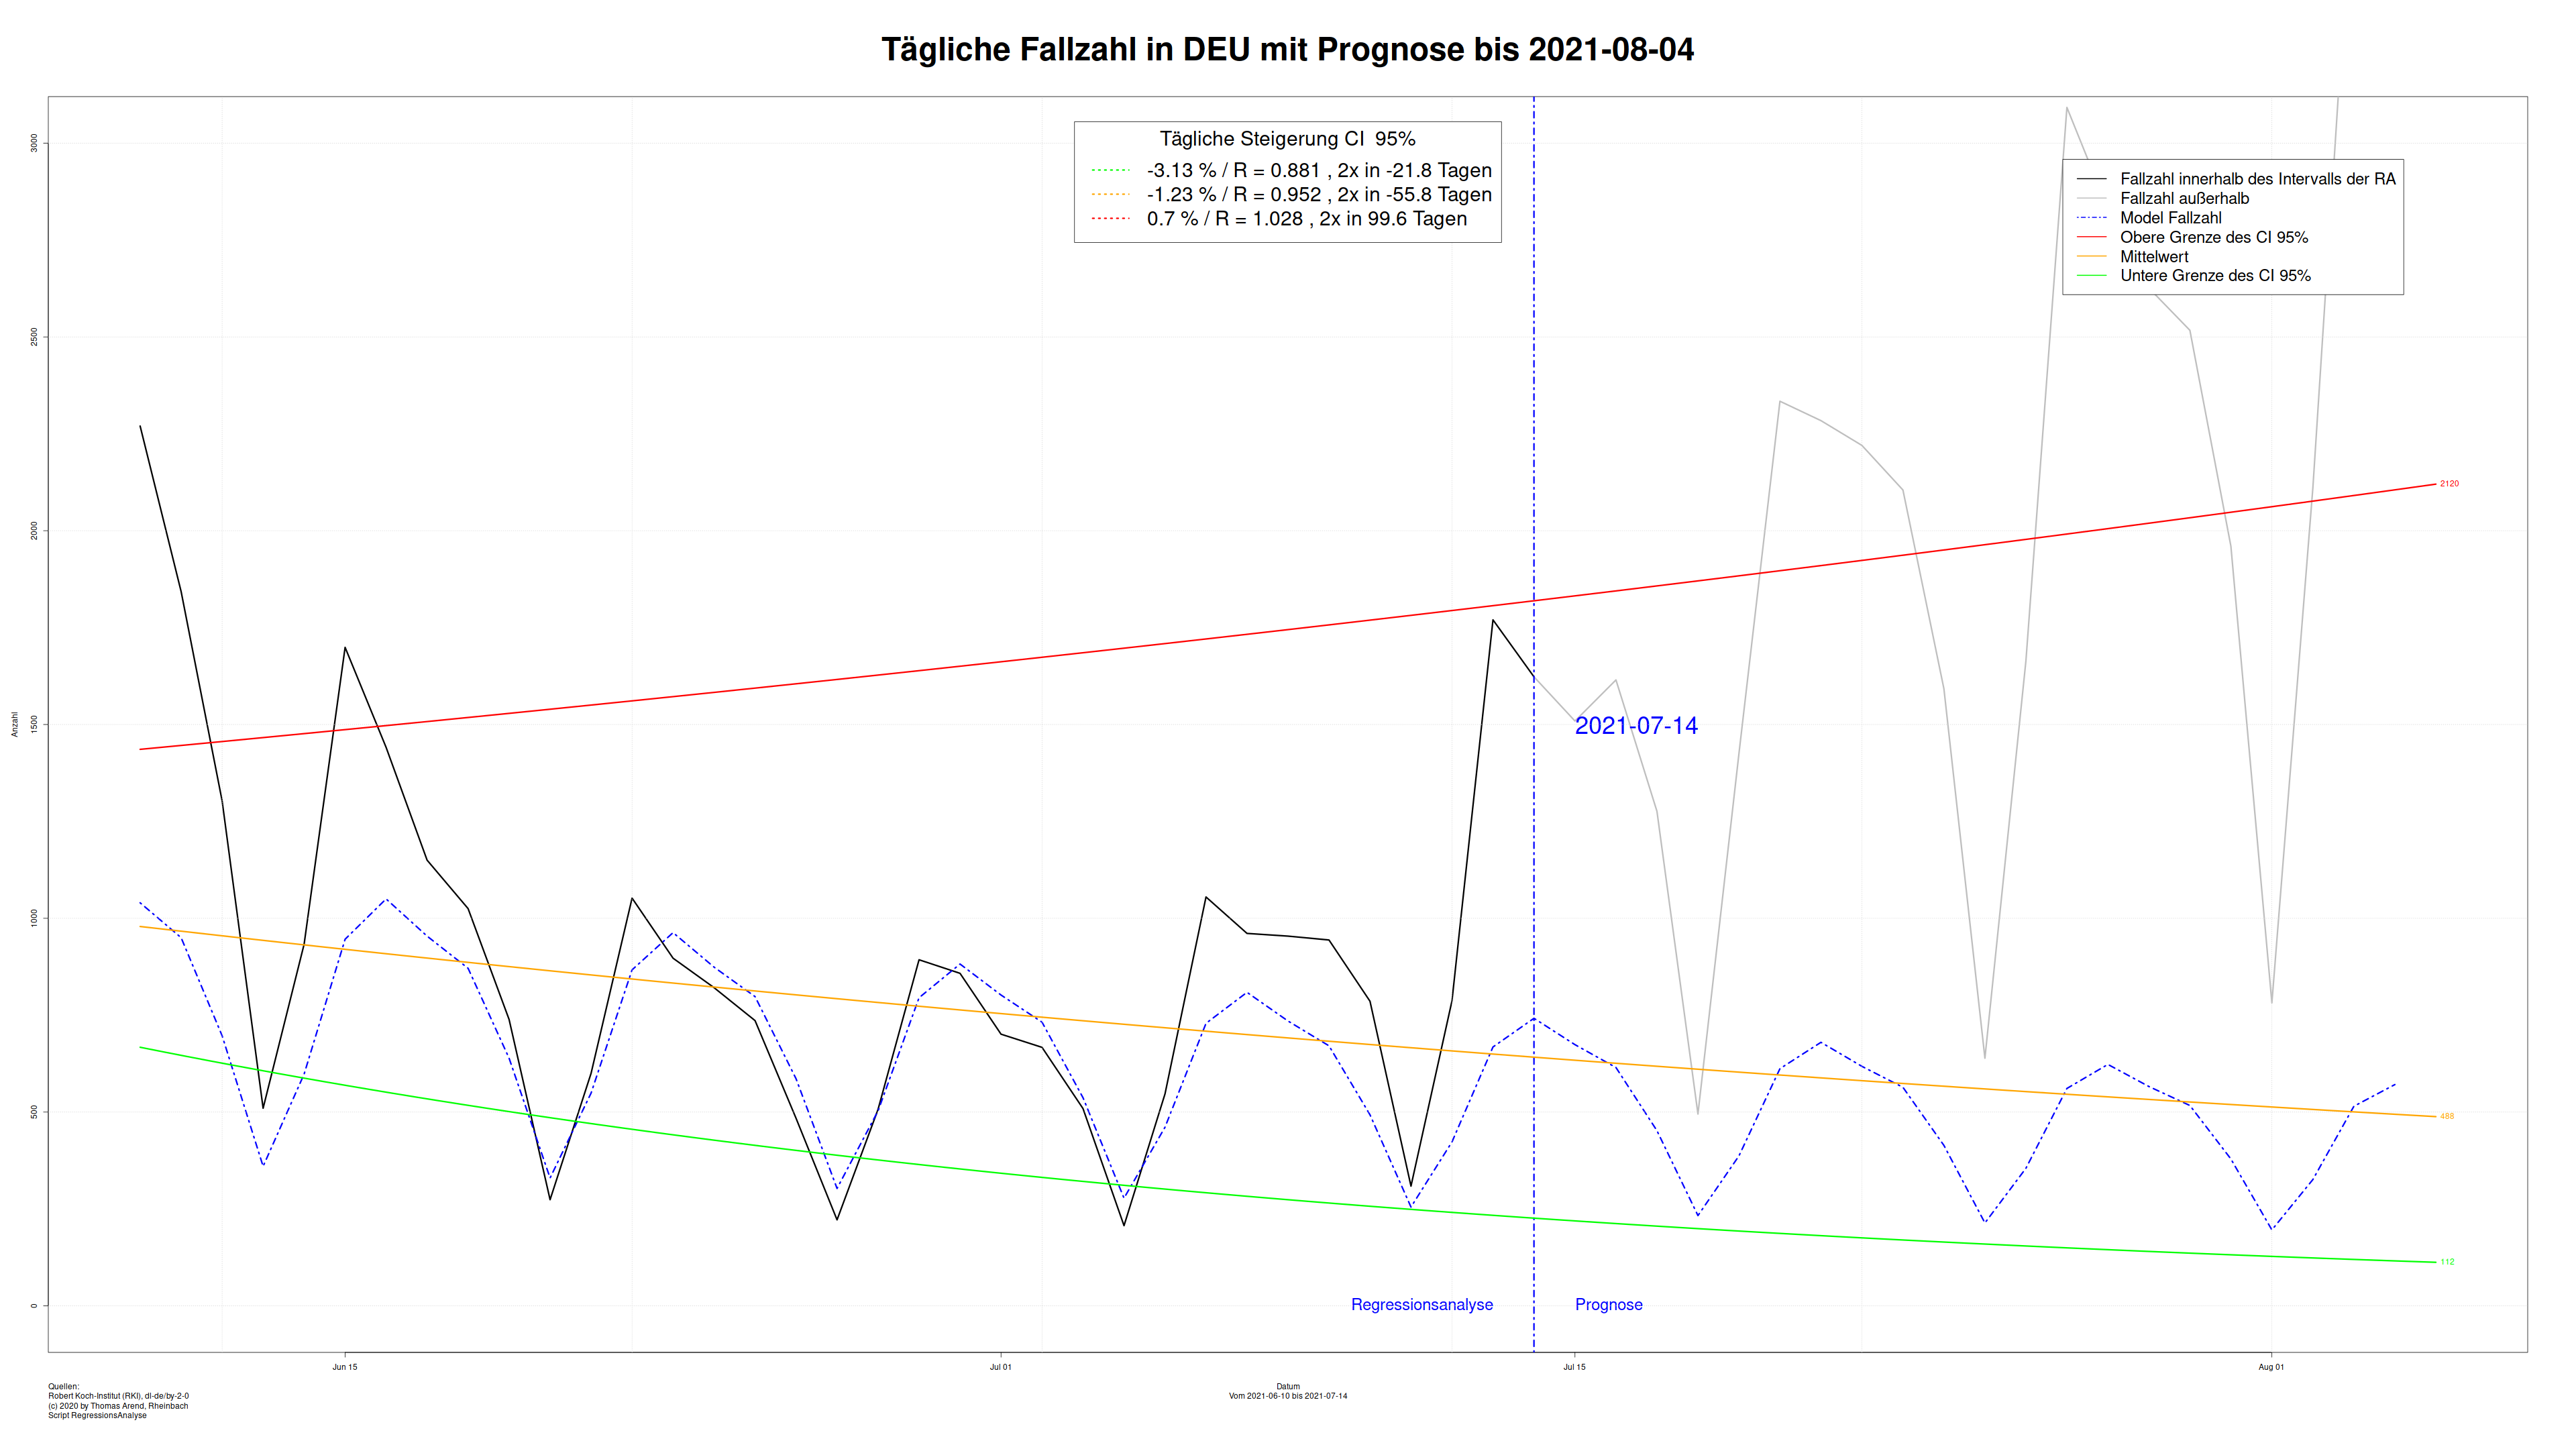 Tägliche Fallzahl in DEU mit Prognose bis 2021-08-04
Tägliche Steigerung CI 95%
-3.13 % / R = 0.881 , 2x in -21.8 Tagen
-1.23 % / R = 0.952 , 2x in -55.8 Tagen
0.7 % / R = 1.028 , 2x in 99.6 Tagen
Fallzahl innerhalb des Intervalls der RA
Fallzahl außerhalb
Model Fallzahl
Obere Grenze des CI 95%
Mittelwert
Untere Grenze des CI 95%
3000
2500
2000
1500
1000
500
0
Anzahl
2120
2021-07-14
488
112
Regressionsanalyse
Prognose
Jun 15
Jul 01
Jul 15
Aug 01
Datum
Vom 2021-06-10 bis 2021-07-14
Quellen:
Robert Koch-Institut (RKI), dl-de/by-2-0
(c) 2020 by Thomas Arend, Rheinbach
Script RegressionsAnalyse